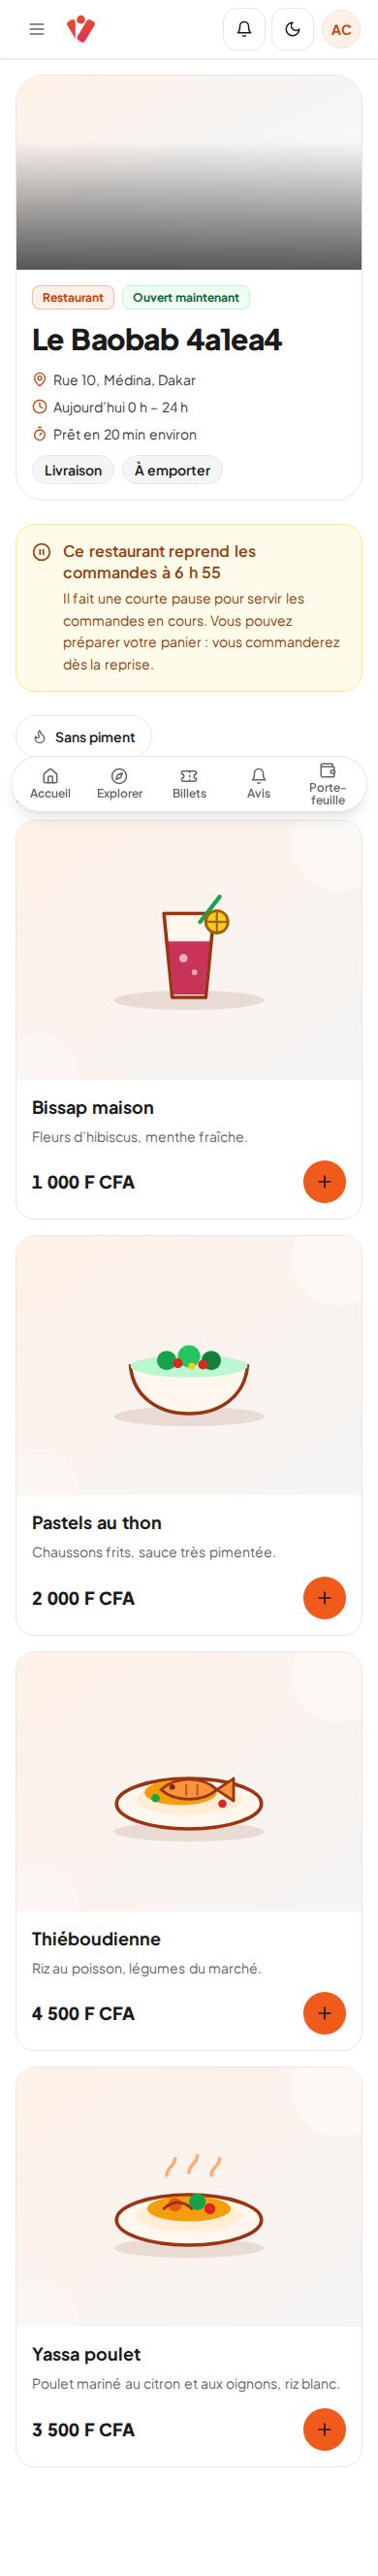 AC
Restaurant
Ouvert maintenant
Le Baobab 4a1ea4
Rue 10, Médina, Dakar
Aujourd'hui 0 h – 24 h
Prêt en 20 min environ
Livraison
À emporter
Ce restaurant reprend les
commandes à 6 h 55
Il fait une courte pause pour servir les
commandes en cours. Vous pouvez
préparer votre panier : vous commanderez
dès la reprise.
Sans piment
Accueil
Explorer
Billets
Avis
Porte-
feuille
Bissap maison
Fleurs d'hibiscus, menthe fraîche.
1 000 F CFA
Pastels au thon
Chaussons frits, sauce très pimentée.
2 000 F CFA
Thiéboudienne
Riz au poisson, légumes du marché.
4 500 F CFA
Yassa poulet
Poulet mariné au citron et aux oignons, riz blanc.
3 500 F CFA